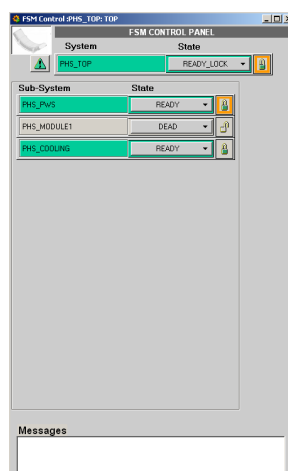 FSM Control :PHS_TOP: TOP
FSM CONTROL PANEL
System State
PHS_TOP READY_LOCK
Sub-System State
PHS_PWS READY
PHS_MODULE1 DEAD
PHS_COOLING READY
Messages